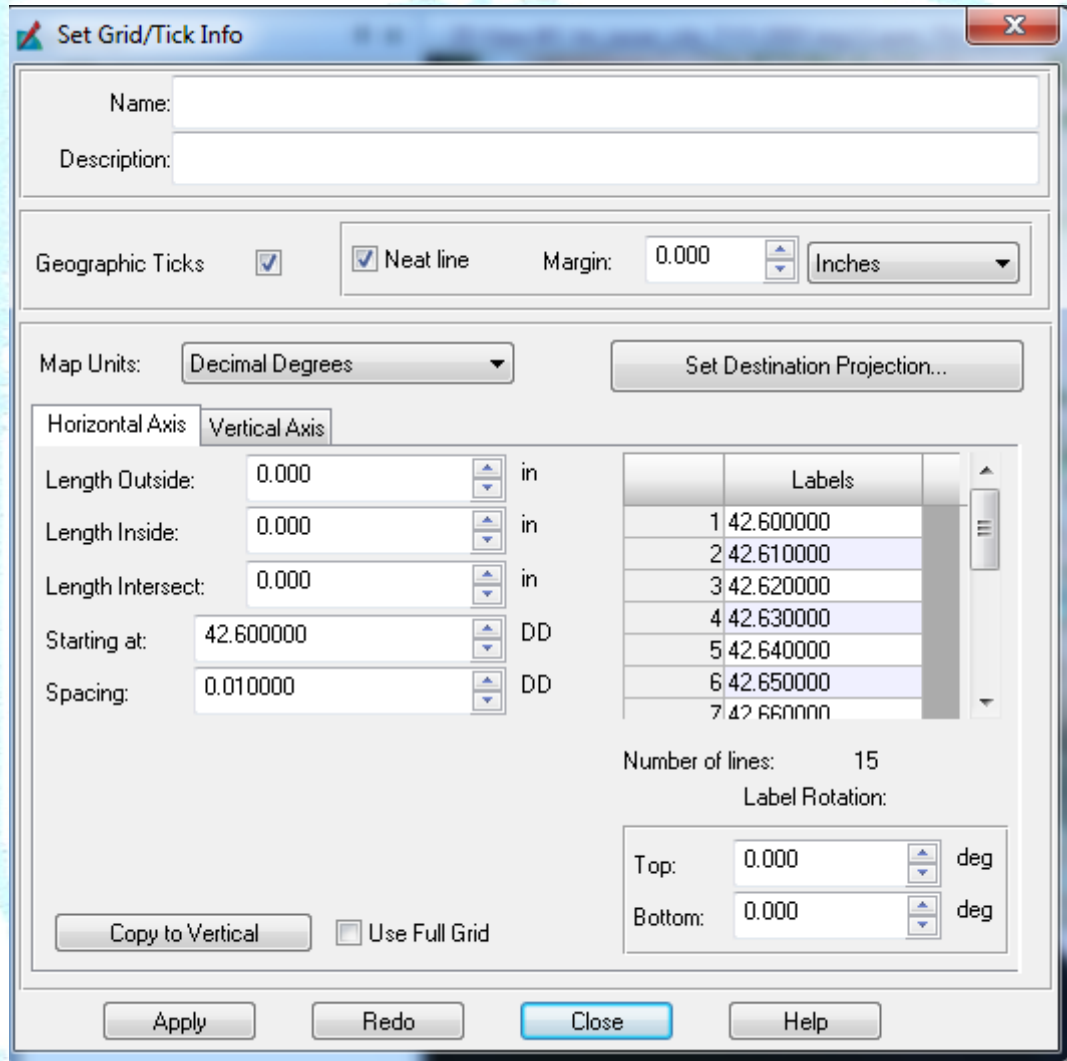 Set Grid/Tick Info
Name:
Description:
Geographic Ticks Neat line Margin: 0.000 Inches
Map Units: Decimal Degrees Set Destination Projection...
Horizontal Axis Vertical Axis
Length Outside: 0.000 in
Length Inside: 0.000 in
Length Intersect: 0.000 in
Starting at: 42.600000 DD
Spacing: 0.010000 DD
Labels
1 42.600000
2 42.610000
3 42.620000
4 42.630000
5 42.640000
6 42.650000
7 42.660000
Number of lines: 15
Label Rotation:
Top: 0.000 deg
Bottom: 0.000 deg
Copy to Vertical Use Full Grid
Apply Redo Close Help